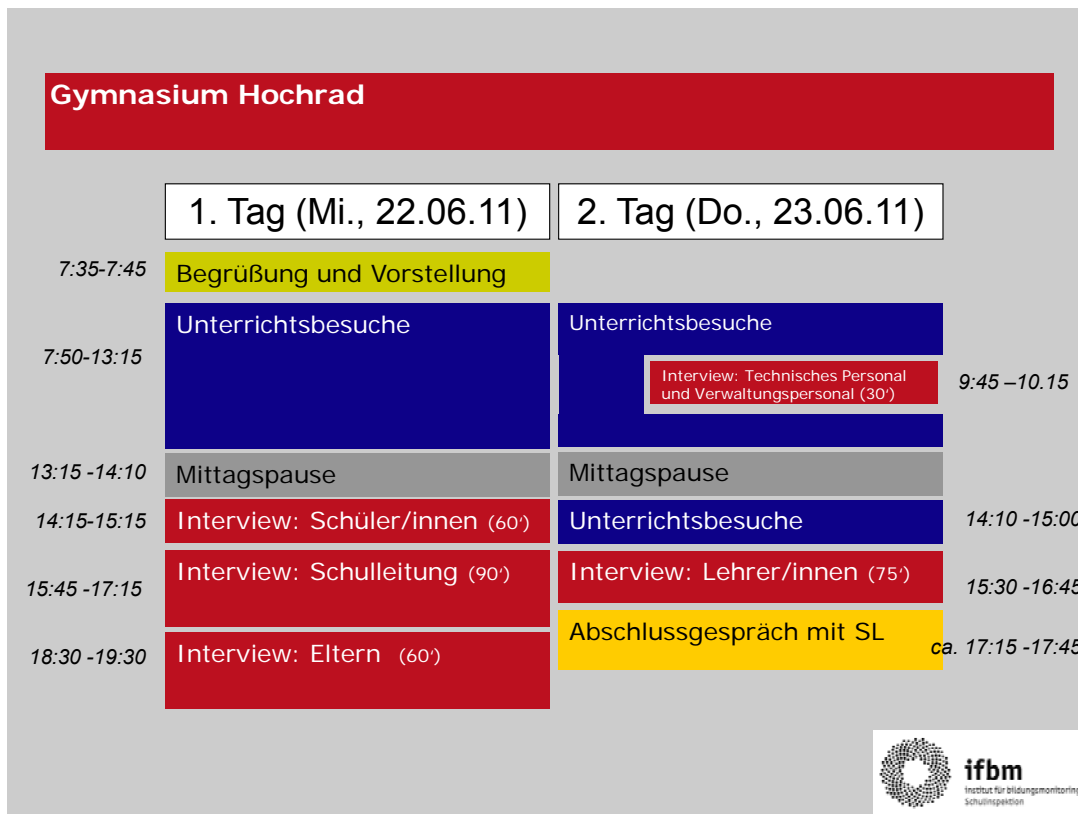 Gymnasium Hochrad
1. Tag (Mi., 22.06.11)
2. Tag (Do., 23.06.11)
7:35-7:45
Begrüßung und Vorstellung
7:50-13:15
Unterrichtsbesuche
Unterrichtsbesuche
Interview: Technisches Personal
und Verwaltungspersonal (30‘)
9:45 –10.15
13:15 -14:10
Mittagspause
Mittagspause
14:15-15:15
Interview: Schüler/innen (60‘)
Unterrichtsbesuche
14:10 -15:00
15:45 -17:15
Interview: Schulleitung (90‘)
Interview: Lehrer/innen (75‘)
15:30 -16:45
18:30 -19:30
Interview: Eltern (60‘)
Abschlussgespräch mit SL
ca. 17:15 -17:45
ifbm
institut für bildungsmonitoring
Schulinspektion